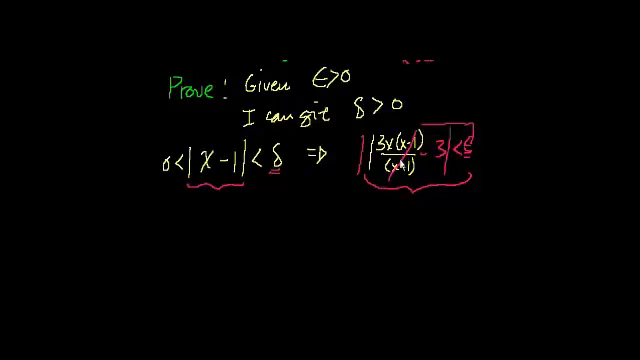 Prove! Given ε>0
I can give δ > 0
0 < | x - 1 | < δ ⇒ | | 3x(x-1) / (x-1) - 3 | < ε